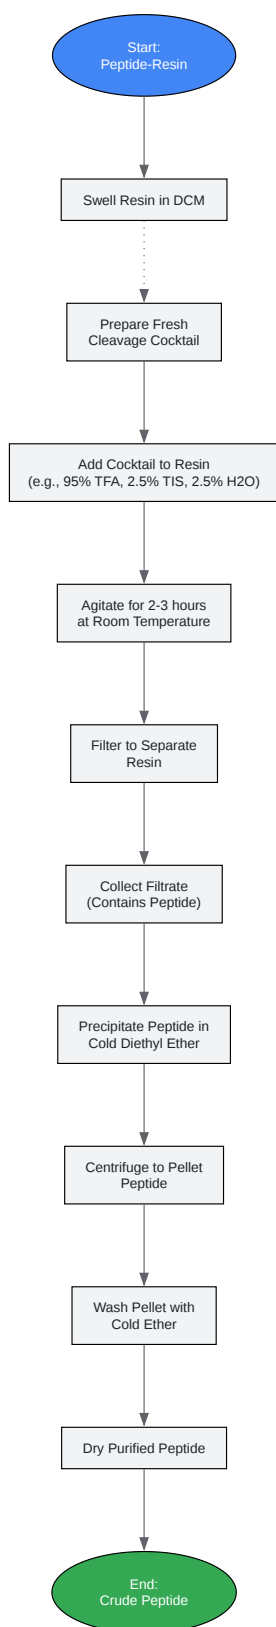 Start:
Peptide-Resin
Swell Resin in DCM
Prepare Fresh
Cleavage Cocktail
Add Cocktail to Resin
(e.g., 95% TFA, 2.5% TIS, 2.5% H2O)
Agitate for 2-3 hours
at Room Temperature
Filter to Separate
Resin
Collect Filtrate
(Contains Peptide)
Precipitate Peptide in
Cold Diethyl Ether
Centrifuge to Pellet
Peptide
Wash Pellet with
Cold Ether
Dry Purified Peptide
End:
Crude Peptide